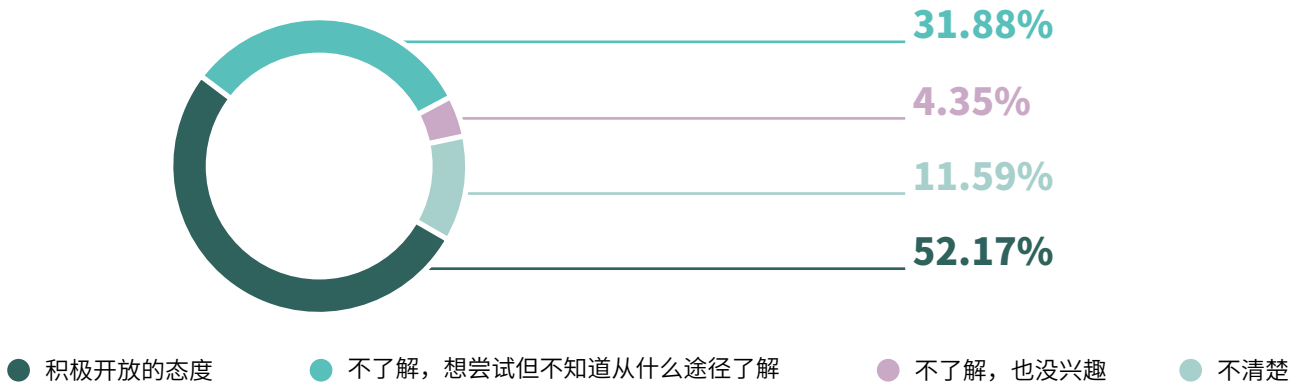 31.88%
4.35%
11.59%
52.17%
积极开放的态度
不了解，想尝试但不知道从什么途径了解
不了解，也没兴趣
不清楚